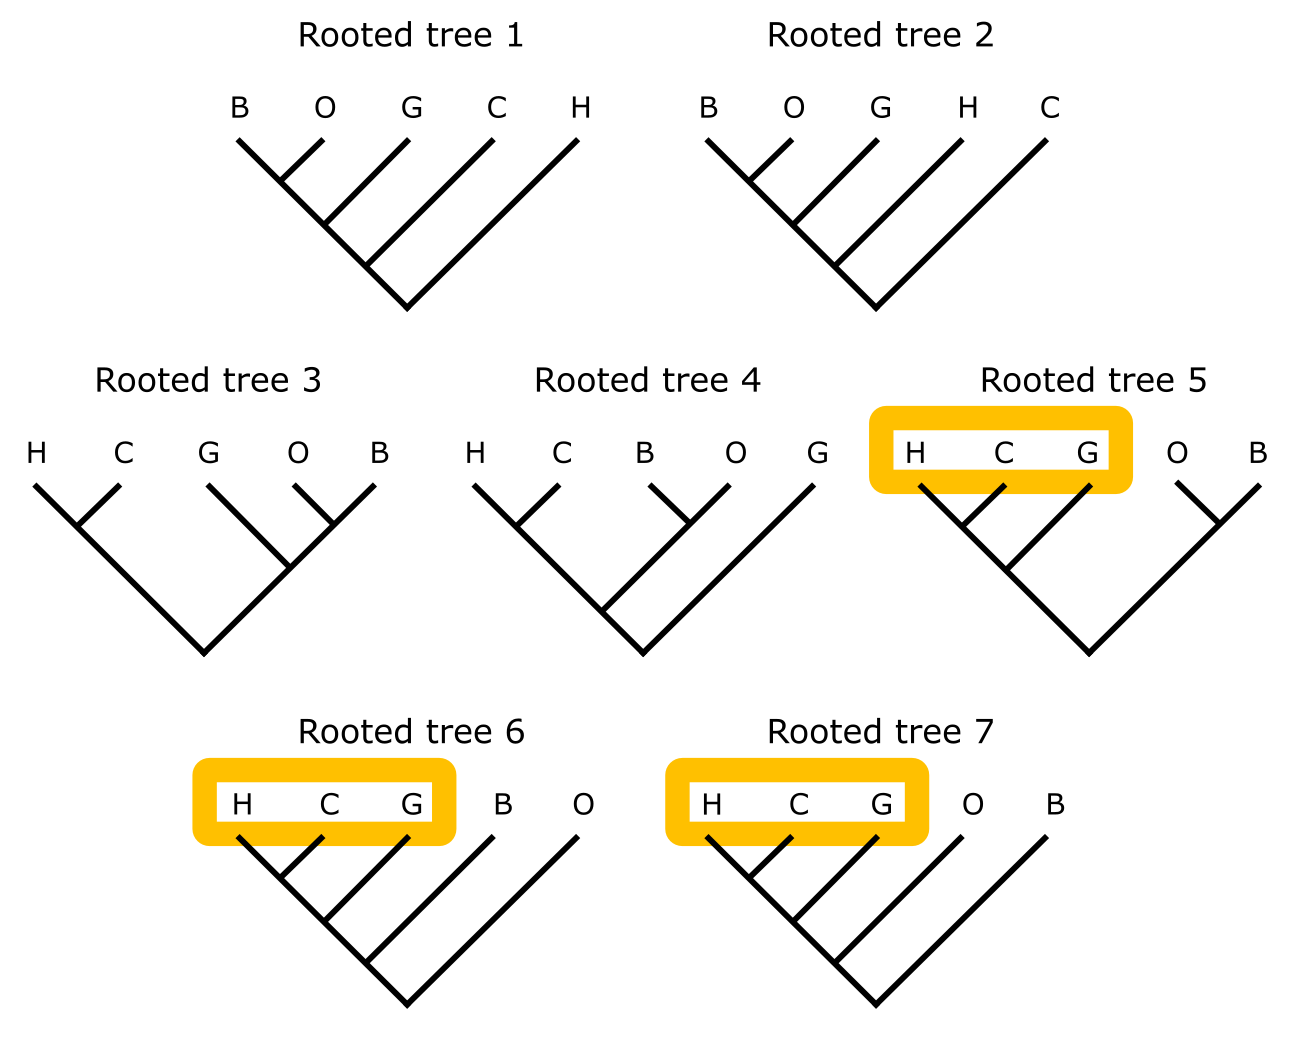 Rooted tree 1
B O G C H
Rooted tree 2
B O G H C
Rooted tree 3
H C G O B
Rooted tree 4
H C B O G
Rooted tree 5
H C G O B
Rooted tree 6
H C G B O
Rooted tree 7
H C G O B